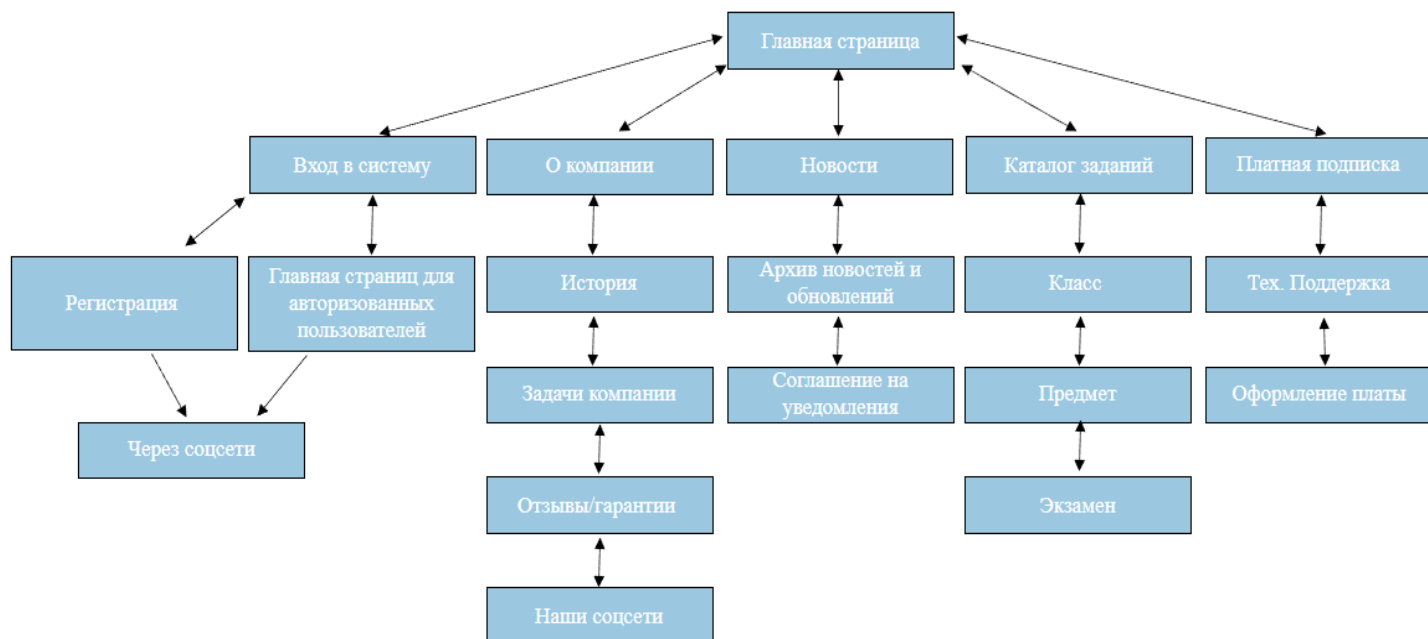 Главная страница
Вход в систему
О компании
Новости
Каталог заданий
Платная подписка
Регистрация
Главная страниц для
авторизованных
пользователей
История
Архив новостей и
обновлений
Класс
Тех. Поддержка
Задачи компании
Соглашение на
уведомления
Предмет
Оформление платы
Через соцсети
Отзывы/гарантии
Экзамен
Наши соцсети